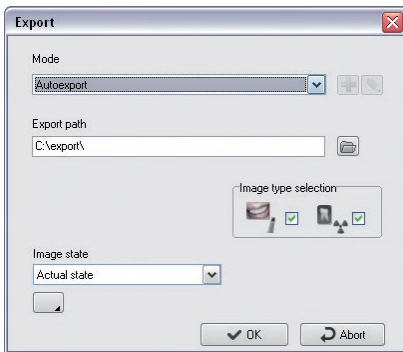 Export
Mode
Autoexport
Export path
C:\export\
Image type selection
Image state
Actual state
OK
Abort